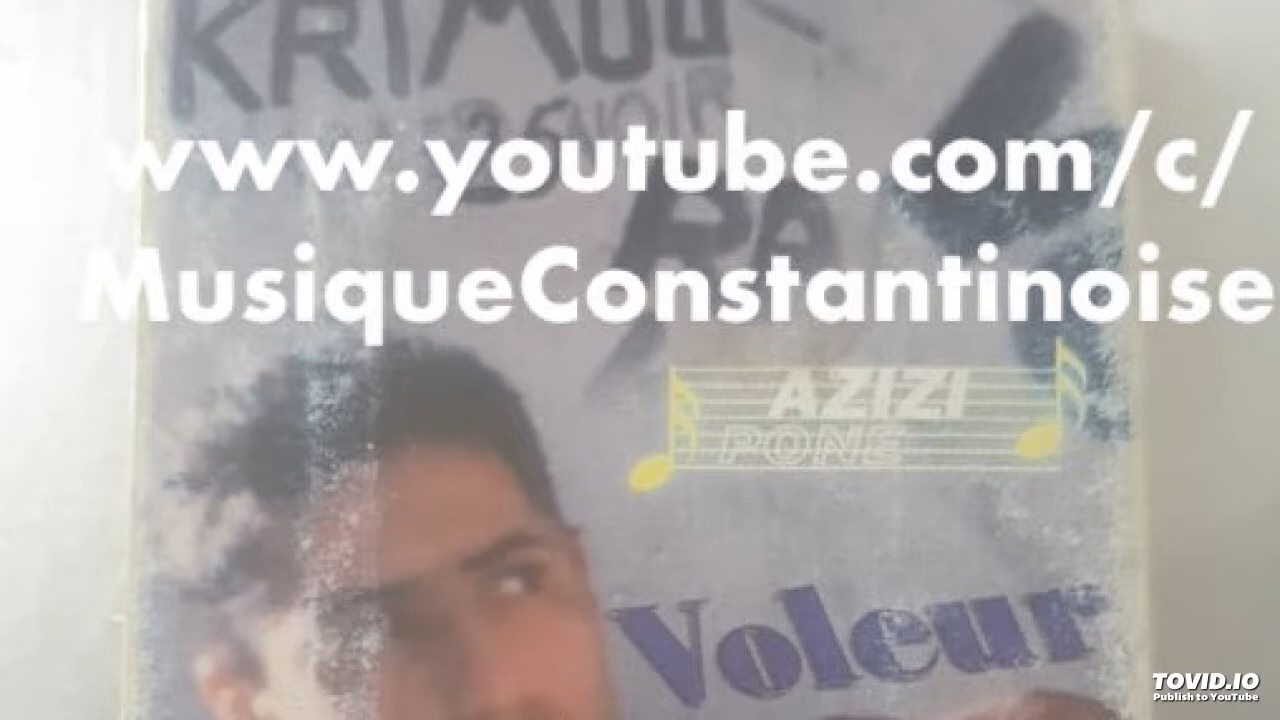 KRIMOU
www.youtube.com/c/
MusiqueConstantinoise
AZIZI
PONE
Voleur
TOVID.IO
Publish to YouTube